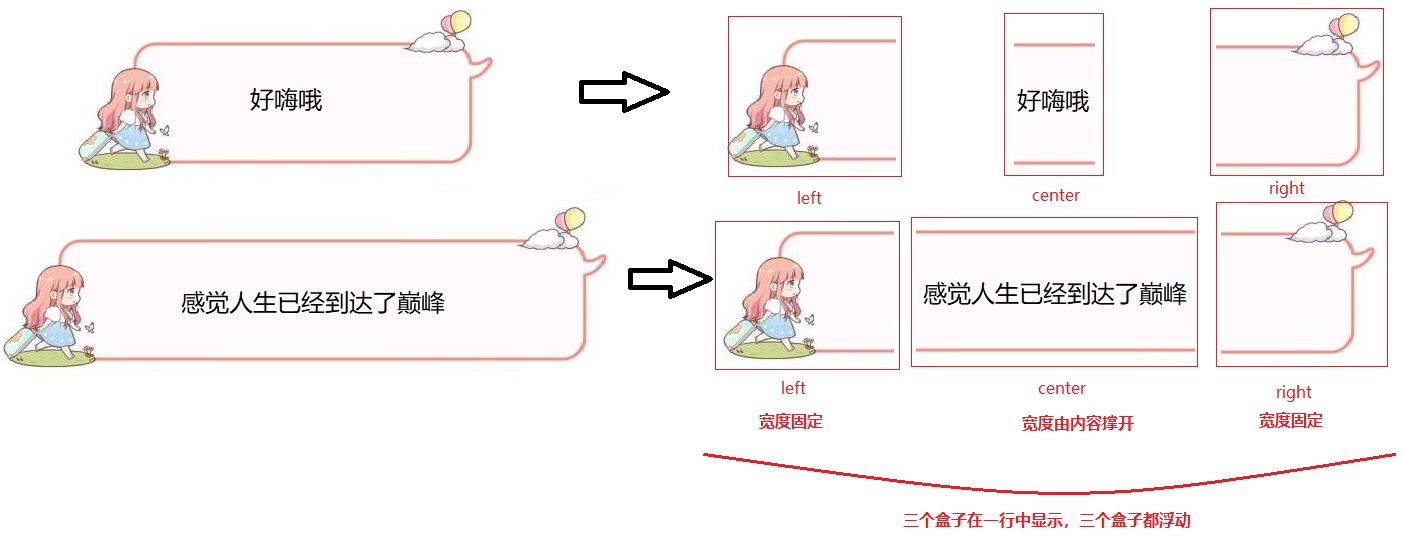 好嗨哦
好嗨哦
left
center
right
感觉人生已经到达了巅峰
感觉人生已经到达了巅峰
left
center
right
宽度固定
宽度由内容撑开
宽度固定
三个盒子在一行中显示，三个盒子都浮动